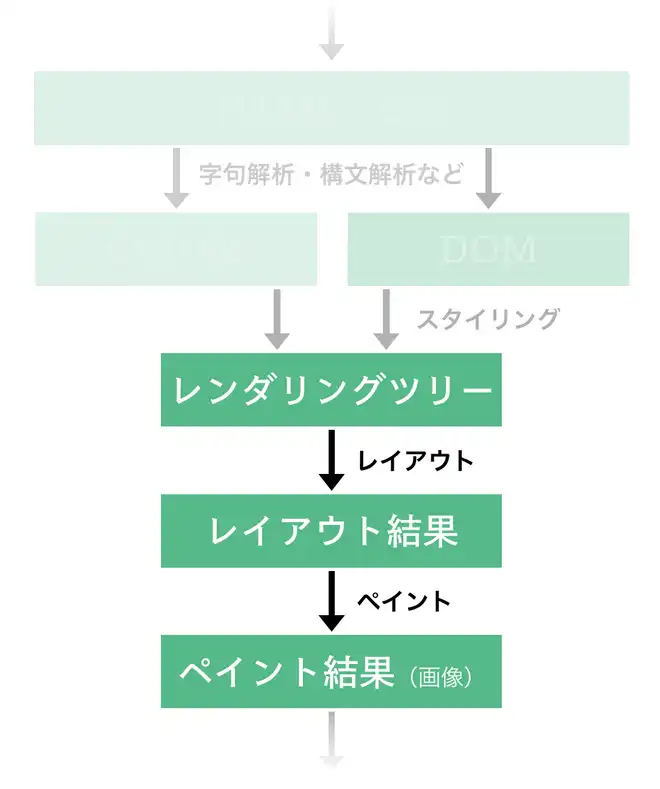 字句解析・構文解析など
DOM
スタイリング
レンダリングツリー
レイアウト
レイアウト結果
ペイント
ペイント結果（画像）